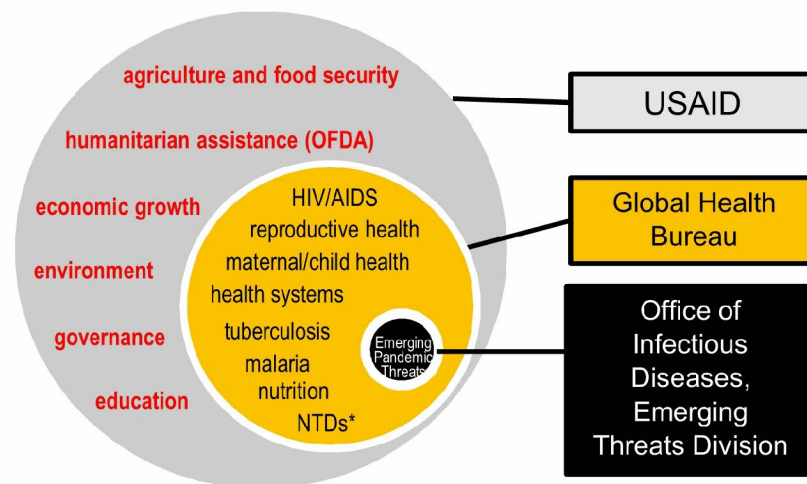 agriculture and food security
humanitarian assistance (OFDA)
economic growth
environment
governance
education
HIV/AIDS
reproductive health
maternal/child health
health systems
tuberculosis
malaria
nutrition
NTDs*
Emerging
Pandemic
Threats
USAID
Global Health
Bureau
Office of
Infectious
Diseases,
Emerging
Threats Division